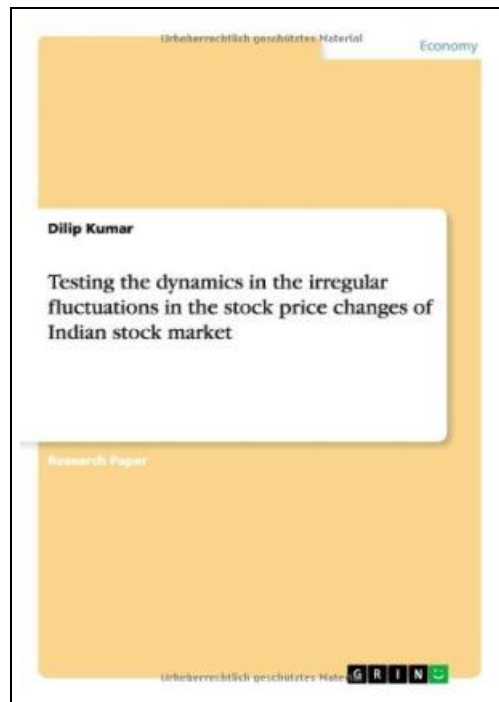 Urheberrechtlich geschütztes Material
Economy
Dilip Kumar
Testing the dynamics in the irregular
fluctuations in the stock price changes of
Indian stock market
Research Paper
Urheberrechtlich geschütztes
GRIN